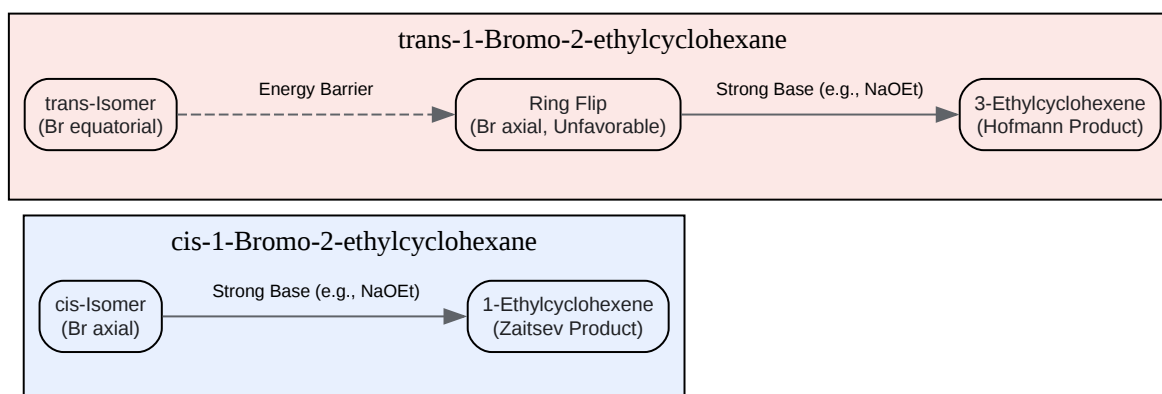 trans-1-Bromo-2-ethylcyclohexane
trans-Isomer
(Br equatorial)
Energy Barrier
Ring Flip
(Br axial, Unfavorable)
Strong Base (e.g., NaOEt)
3-Ethylcyclohexene
(Hofmann Product)
cis-1-Bromo-2-ethylcyclohexane
cis-Isomer
(Br axial)
Strong Base (e.g., NaOEt)
1-Ethylcyclohexene
(Zaitsev Product)